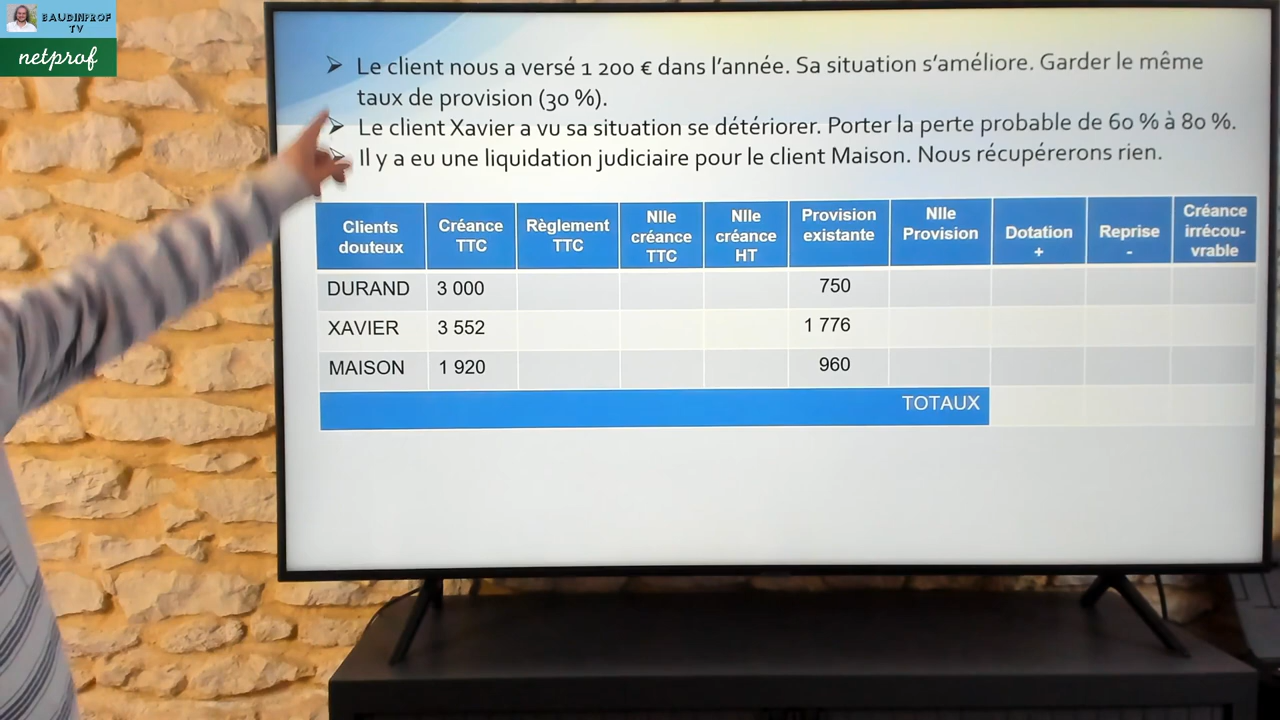 BAUDINPROF
TV
netprof
➢ Le client nous a versé 1 200 € dans l'année. Sa situation s'améliore. Garder le même
taux de provision (30 %).
➢ Le client Xavier a vu sa situation se détériorer. Porter la perte probable de 60 % à 80 %.
➢ Il y a eu une liquidation judiciaire pour le client Maison. Nous récupérerons rien.
Clients douteux | Créance TTC | Règlement TTC | Nlle créance TTC | Nlle créance HT | Provision existante | Nlle Provision | Dotation + | Reprise - | Créance irrécou-vrable
DURAND 3 000 750
XAVIER 3 552 1 776
MAISON 1 920 960
TOTAUX